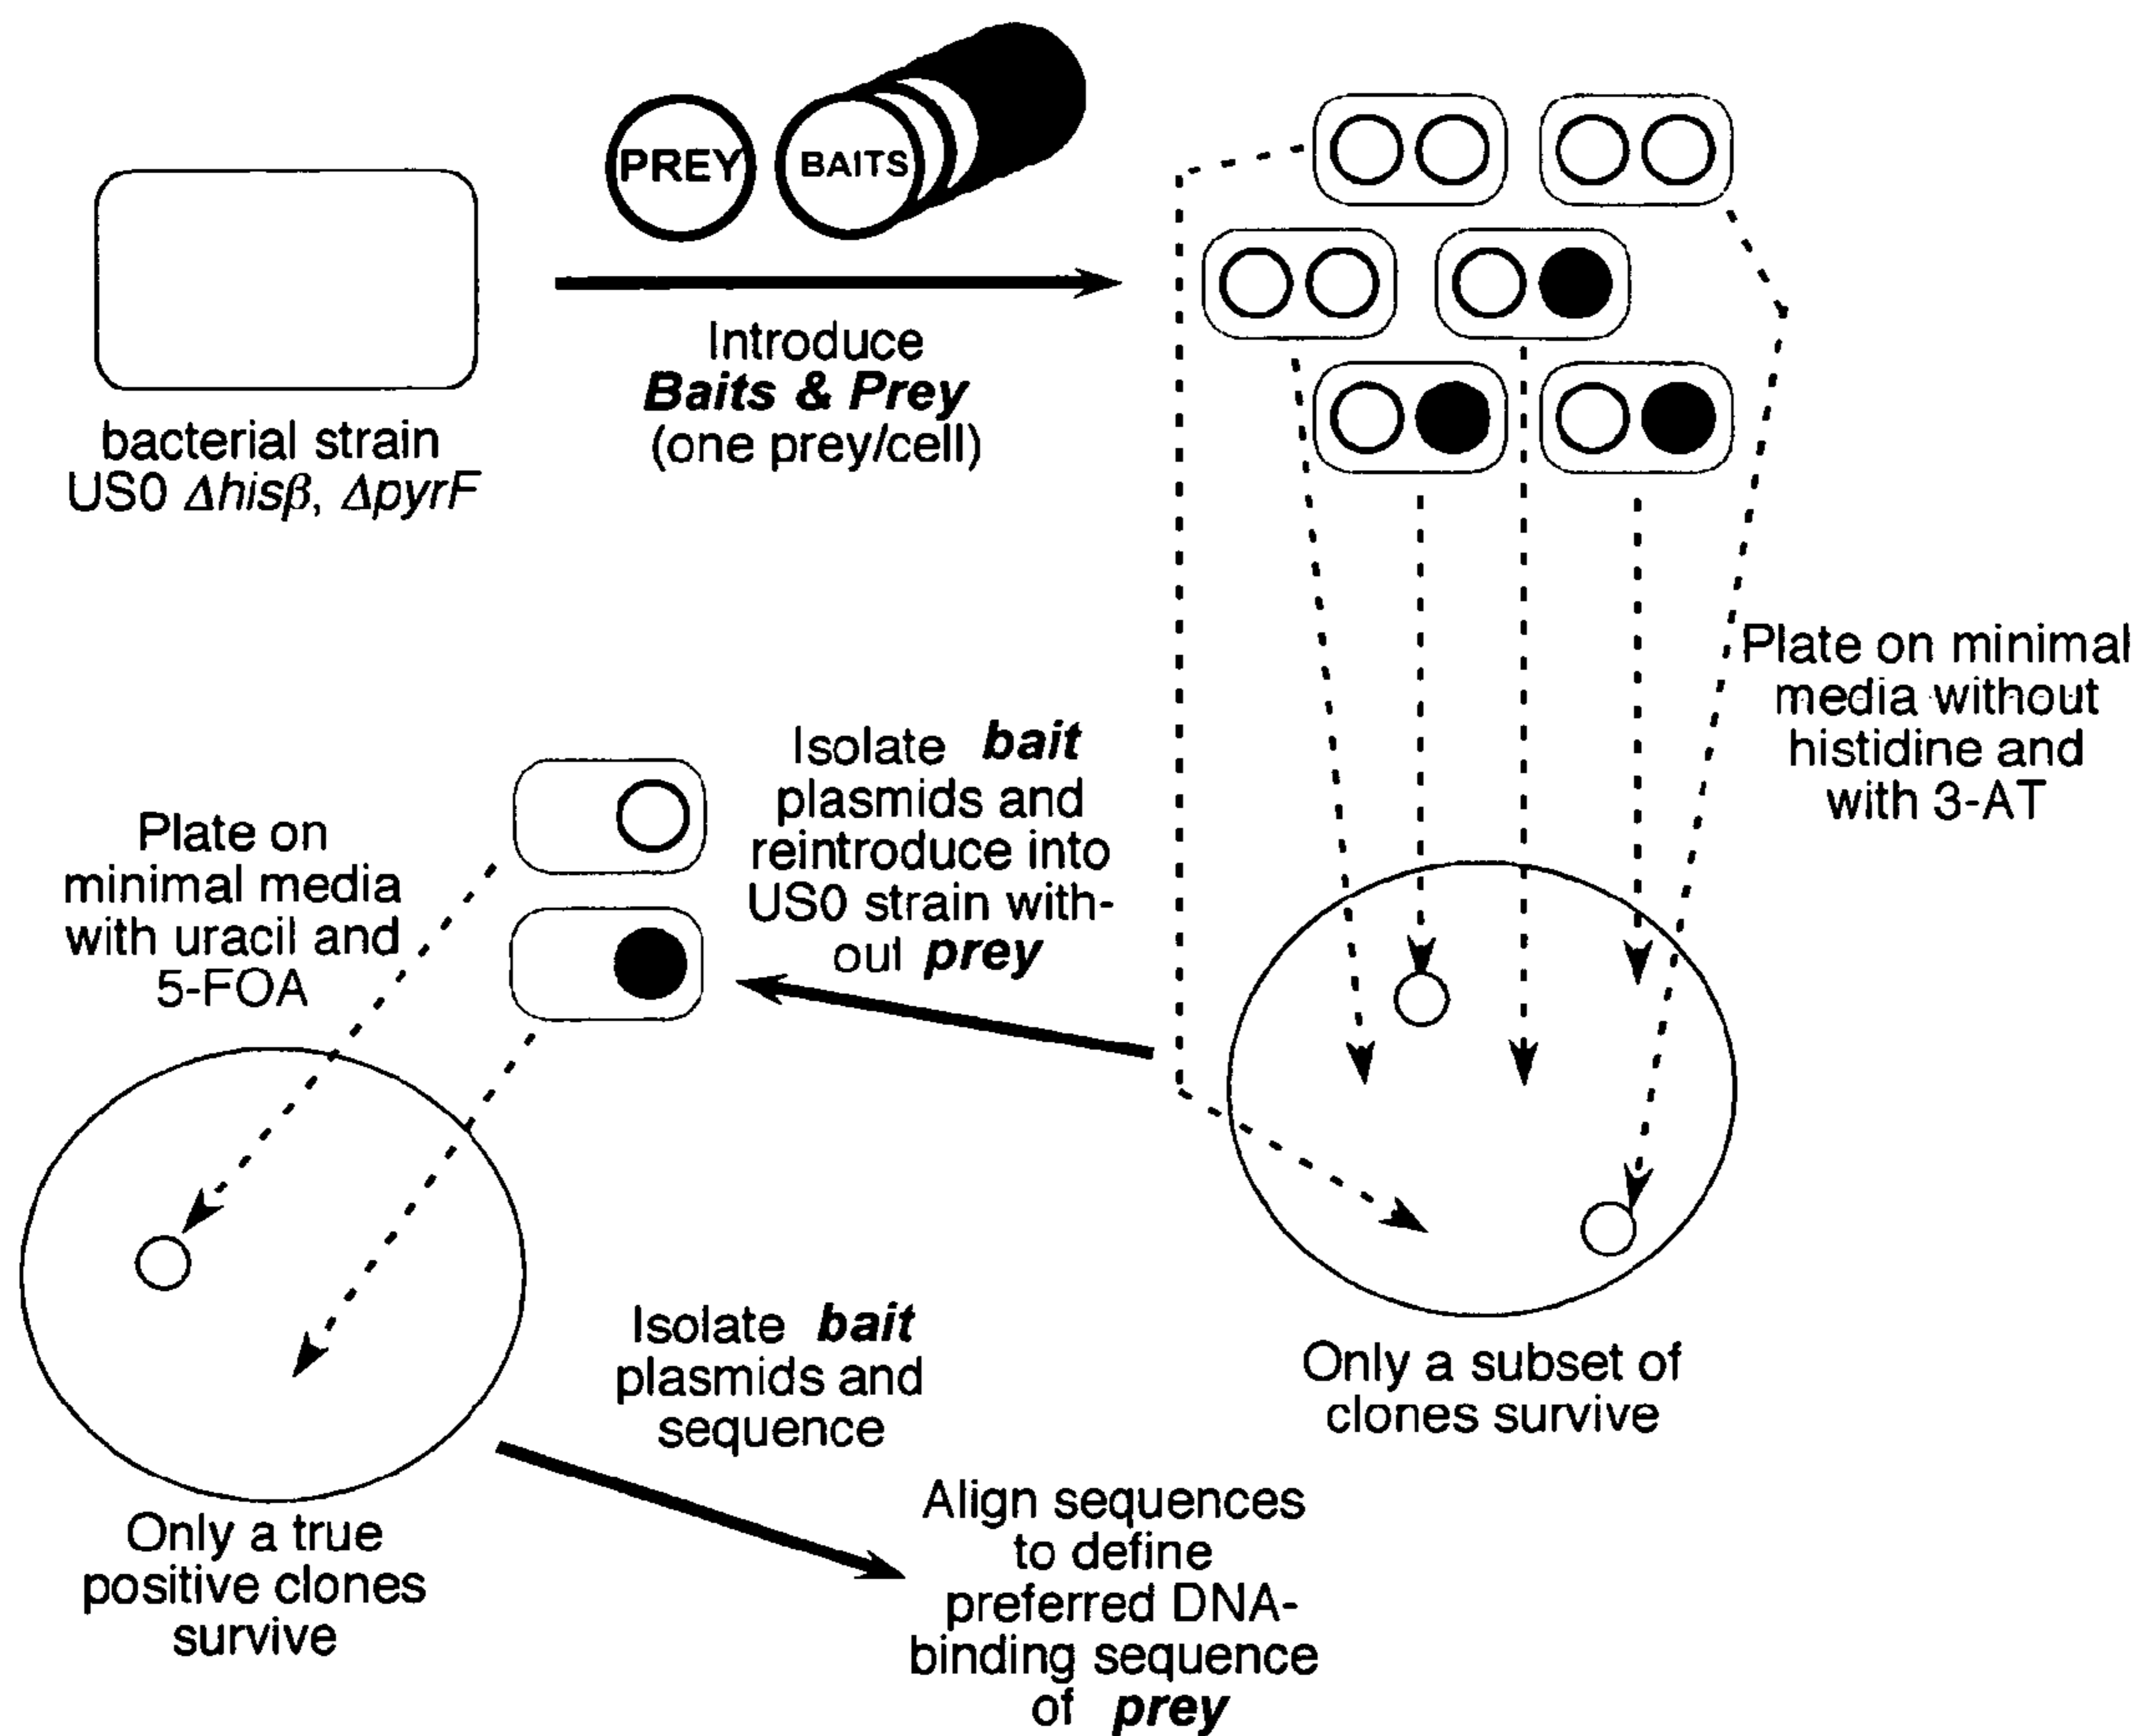 PREY
BAITS
Introduce
Baits & Prey
(one prey/cell)
bacterial strain
US0 Δhisβ, ΔpyrF
Plate on minimal
media without
histidine and
with 3-AT
Only a subset of
clones survive
Isolate bait
plasmids and
reintroduce into
US0 strain with-
oul prey
Plate on
minimal media
with uracil and
5-FOA
Only a true
positive clones
survive
Isolate bait
plasmids and
sequence
Align sequences
to define
preferred DNA-
binding sequence
of prey